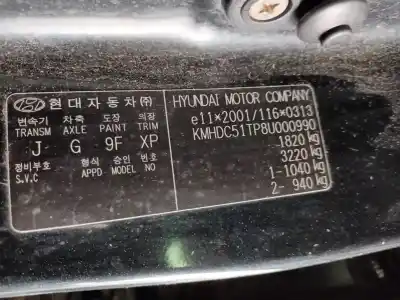 현대자동차㈜
변속기 차축 도장 의장
TRANSM AXLE PAINT TRIM
J G 9F XP
정비부호 형식 승인 번호
S.V.C APPD MODEL NO
HYUNDAI MOTOR COMPANY
e11*2001/116*0313
KMHDC51TP8U000990
1820 kg
3220 kg
1- 1040 kg
2- 940 kg